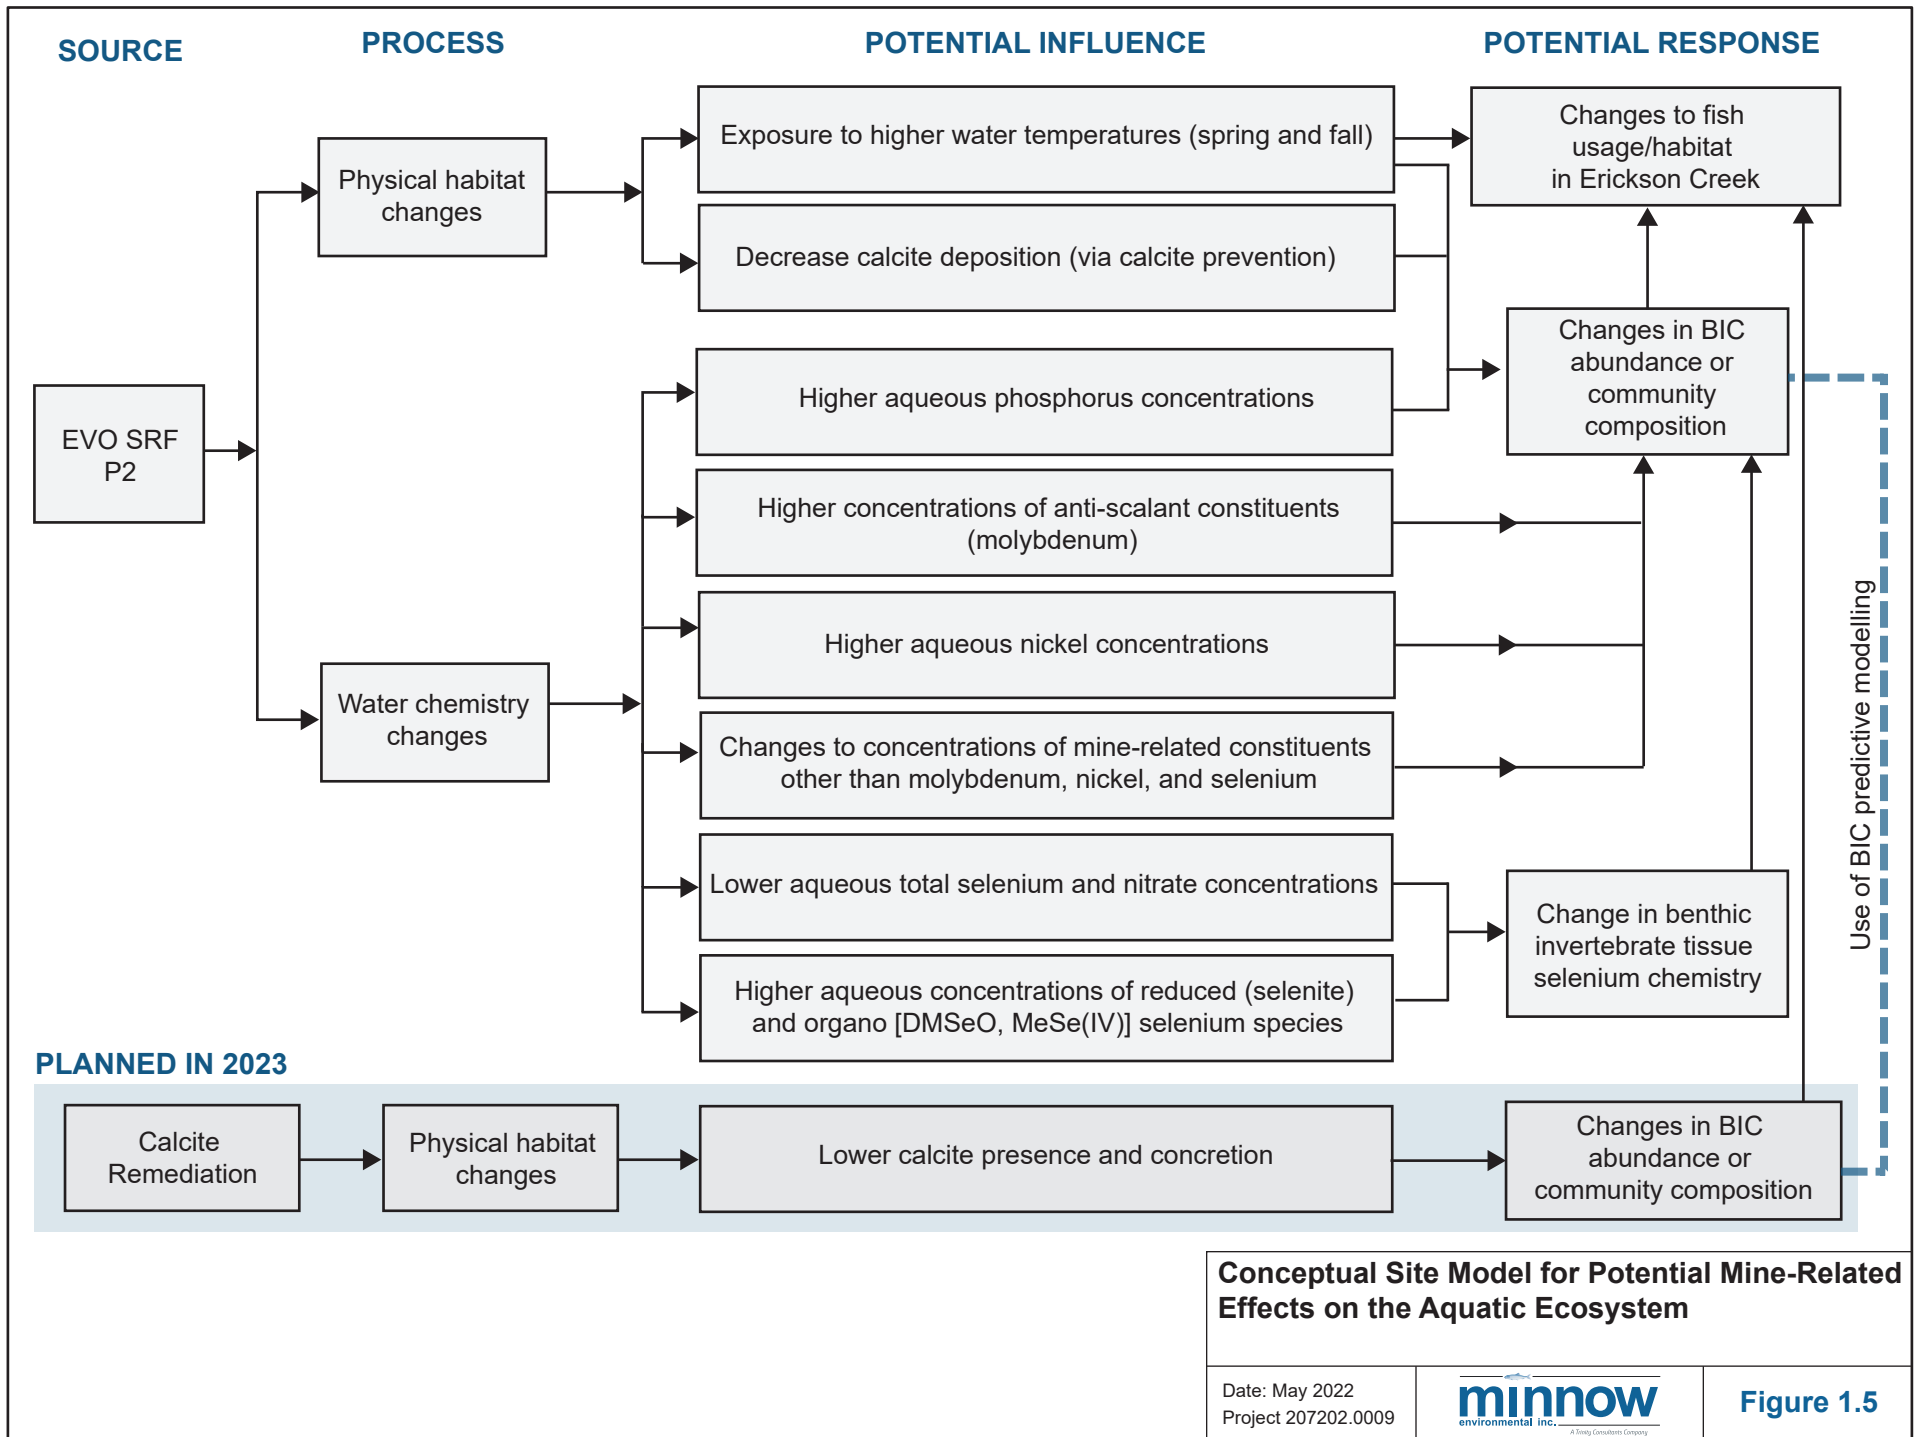 SOURCE
PROCESS
POTENTIAL INFLUENCE
POTENTIAL RESPONSE
EVO SRF
P2
Physical habitat
changes
Water chemistry
changes
Exposure to higher water temperatures (spring and fall)
Decrease calcite deposition (via calcite prevention)
Higher aqueous phosphorus concentrations
Higher concentrations of anti-scalant constituents
(molybdenum)
Higher aqueous nickel concentrations
Changes to concentrations of mine-related constituents
other than molybdenum, nickel, and selenium
Lower aqueous total selenium and nitrate concentrations
Higher aqueous concentrations of reduced (selenite)
and organo [DMSeO, MeSe(IV)] selenium species
Changes to fish
usage/habitat
in Erickson Creek
Changes in BIC
abundance or
community
composition
Change in benthic
invertebrate tissue
selenium chemistry
Use of BIC predictive modelling
PLANNED IN 2023
Calcite
Remediation
Physical habitat
changes
Lower calcite presence and concretion
Changes in BIC
abundance or
community composition
Conceptual Site Model for Potential Mine-Related
Effects on the Aquatic Ecosystem
Date: May 2022
Project 207202.0009
minnow
environmental inc.
A Trinity Consultants Company
Figure 1.5